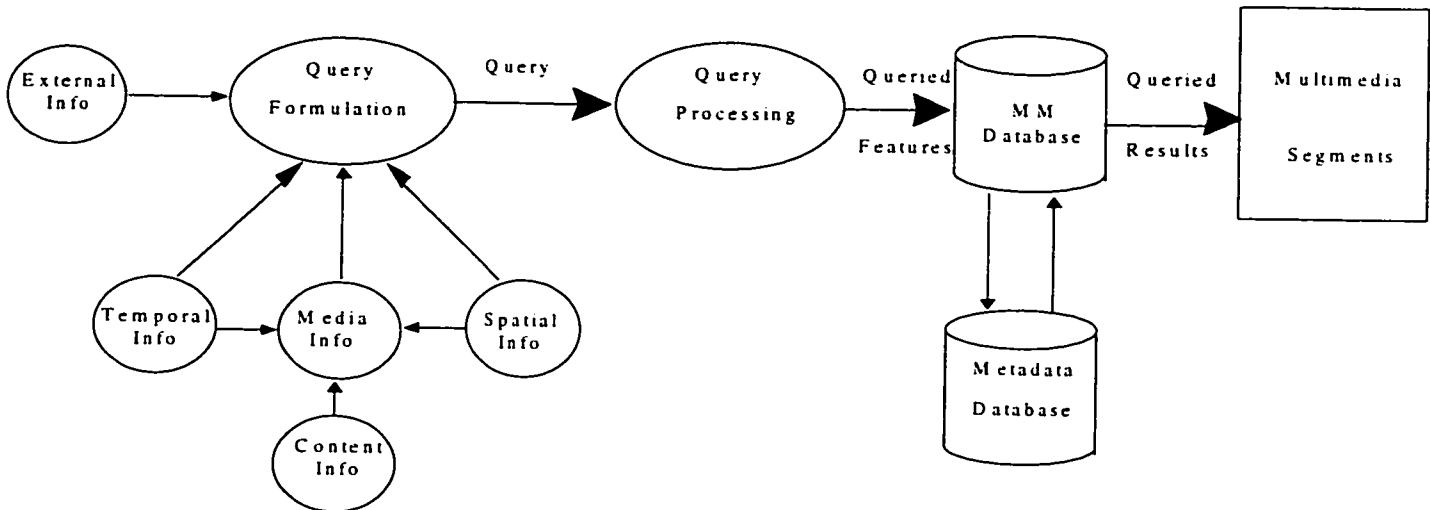 External
Info
Query
Formulation
Query
Query
Processing
Queried
Features
MM
Database
Queried
Results
Multimedia
Segments
Temporal
Info
Media
Info
Spatial
Info
Content
Info
Metadata
Database